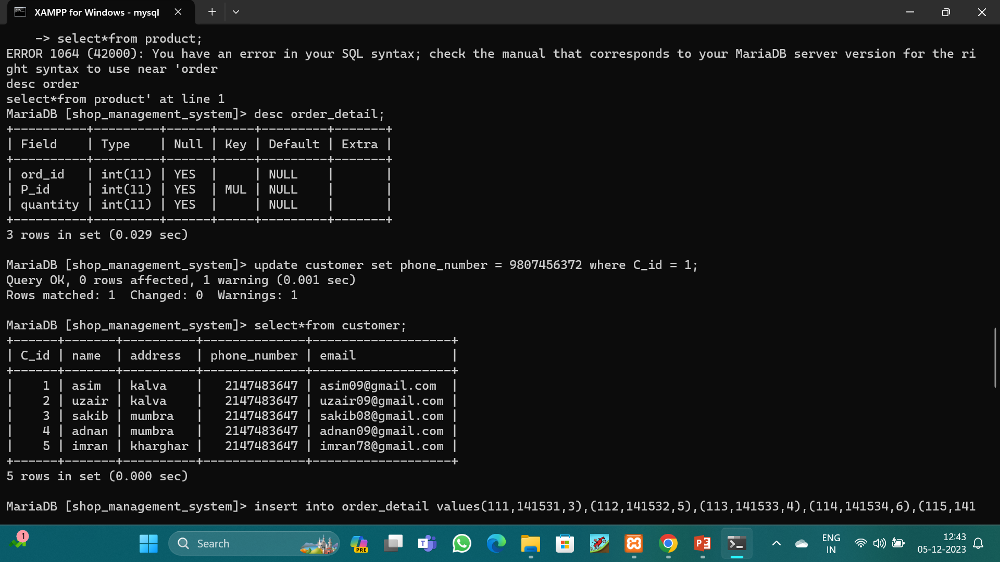 XAMPP for Windows - mysql
    -> select*from product;
ERROR 1064 (42000): You have an error in your SQL syntax; check the manual that corresponds to your MariaDB server version for the ri
ght syntax to use near 'order
desc order
select*from product' at line 1
MariaDB [shop_management_system]> desc order_detail;
+----------+---------+------+-----+---------+-------+
| Field    | Type    | Null | Key | Default | Extra |
+----------+---------+------+-----+---------+-------+
| ord_id   | int(11) | YES  |     | NULL    |       |
| P_id     | int(11) | YES  | MUL | NULL    |       |
| quantity | int(11) | YES  |     | NULL    |       |
+----------+---------+------+-----+---------+-------+
3 rows in set (0.029 sec)

MariaDB [shop_management_system]> update customer set phone_number = 9807456372 where C_id = 1;
Query OK, 0 rows affected, 1 warning (0.001 sec)
Rows matched: 1  Changed: 0  Warnings: 1

MariaDB [shop_management_system]> select*from customer;
+------+-------+----------+--------------+-------------------+
| C_id | name  | address  | phone_number | email             |
+------+-------+----------+--------------+-------------------+
|    1 | asim  | kalva    |   2147483647 | asim09@gmail.com  |
|    2 | uzair | kalva    |   2147483647 | uzair09@gmail.com |
|    3 | sakib | mumbra   |   2147483647 | sakib08@gmail.com |
|    4 | adnan | mumbra   |   2147483647 | adnan09@gmail.com |
|    5 | imran | kharghar |   2147483647 | imran78@gmail.com |
+------+-------+----------+--------------+-------------------+
5 rows in set (0.000 sec)

MariaDB [shop_management_system]> insert into order_detail values(111,141531,3),(112,141532,5),(113,141533,4),(114,141534,6),(115,141
1
Search
PRE
ENG
IN
12:43
05-12-2023